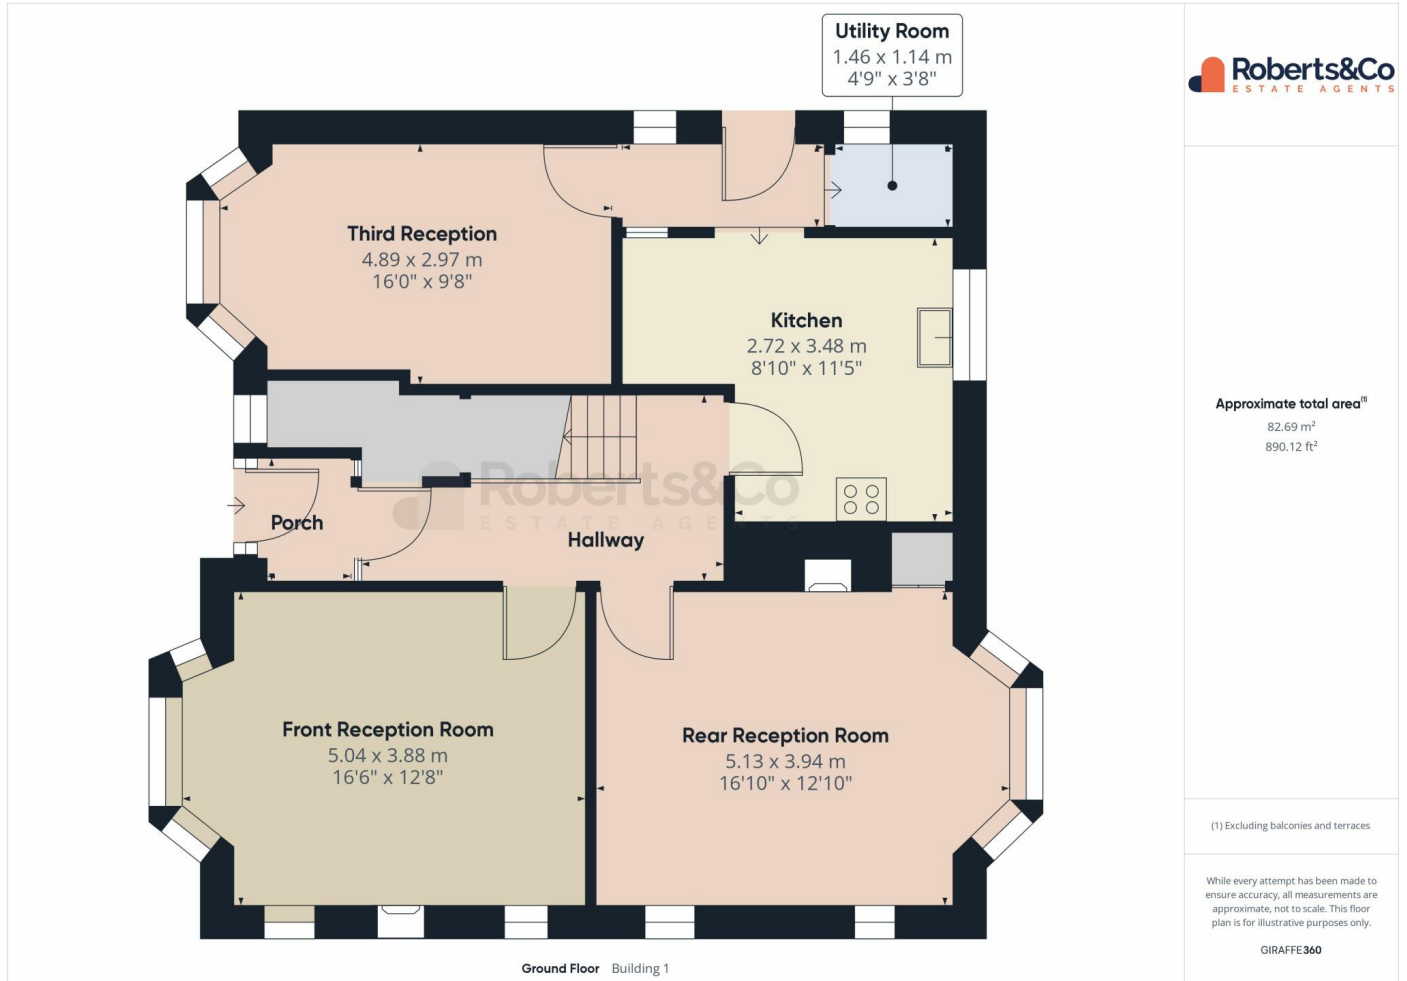 Utility Room
1.46 x 1.14 m
4'9" x 3'8"
Roberts&Co
ESTATE AGENTS
Third Reception
4.89 x 2.97 m
16'0" x 9'8"
Kitchen
2.72 x 3.48 m
8'10" x 11'5"
Approximate total area(1)
82.69 m²
890.12 ft²
Roberts&Co
ESTATE AGENTS
Porch
Hallway
Front Reception Room
5.04 x 3.88 m
16'6" x 12'8"
Rear Reception Room
5.13 x 3.94 m
16'10" x 12'10"
(1) Excluding balconies and terraces
While every attempt has been made to
ensure accuracy, all measurements are
approximate, not to scale. This floor
plan is for illustrative purposes only.
GIRAFFE360
Ground Floor Building 1